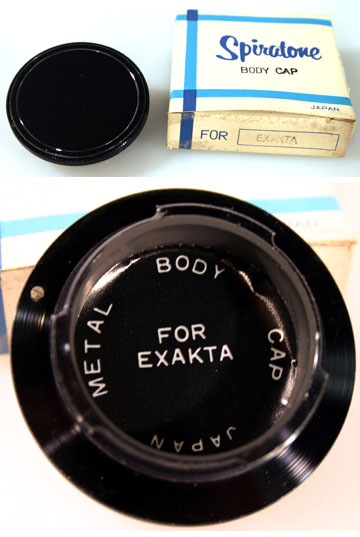 Spiratone
BODY CAP
JAPAN
FOR EXAKTA
METAL BODY CAP
FOR
EXAKTA
JAPAN